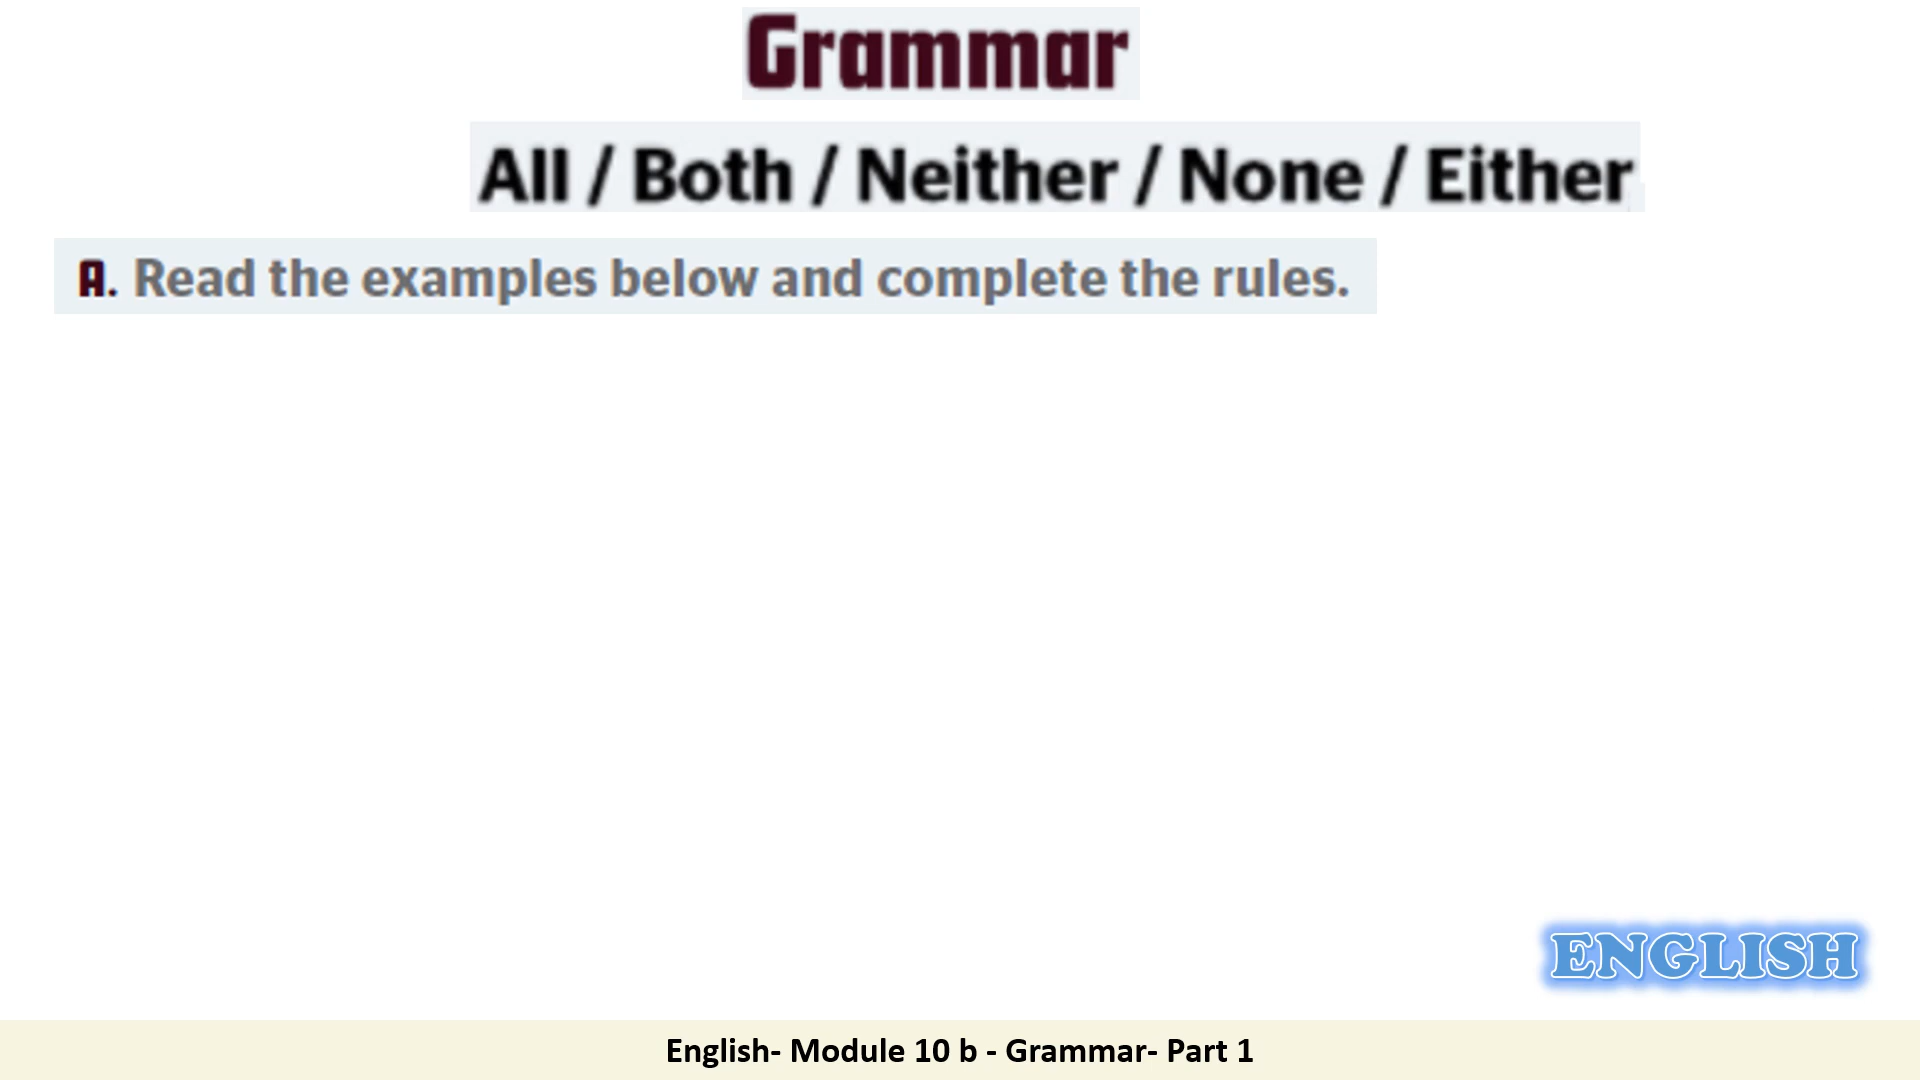 Grammar
All / Both / Neither / None / Either
A. Read the examples below and complete the rules.
ENGLISH
English- Module 10 b - Grammar- Part 1